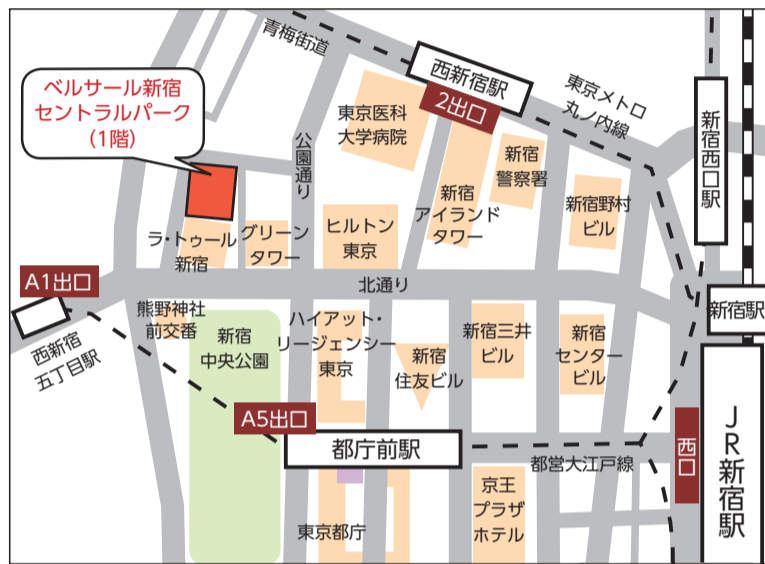 青梅街道
西新宿駅
2出口
東京メトロ
丸ノ内線
ベルサール新宿
セントラルパーク
(1階)
東京医科
大学病院
公園通り
新宿
警察署
新宿西口駅
新宿
アイランド
タワー
新宿野村
ビル
ラ・トゥール
新宿
グリーン
タワー
ヒルトン
東京
A1出口
北通り
新宿駅
西新宿
五丁目駅
熊野神社
前交番
新宿
中央公園
ハイアット・
リージェンシー
東京
新宿
住友ビル
新宿三井
ビル
新宿
センター
ビル
A5出口
都庁前駅
都営大江戸線
西口
JR新宿駅
東京都庁
京王
プラザ
ホテル